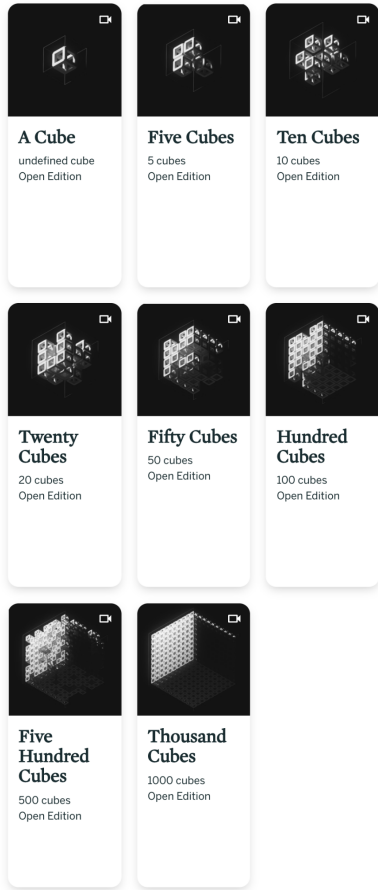 A Cube
undefined cube
Open Edition
Five Cubes
5 cubes
Open Edition
Ten Cubes
10 cubes
Open Edition
Twenty
Cubes
20 cubes
Open Edition
Fifty Cubes
50 cubes
Open Edition
Hundred
Cubes
100 cubes
Open Edition
Five
Hundred
Cubes
500 cubes
Open Edition
Thousand
Cubes
1000 cubes
Open Edition